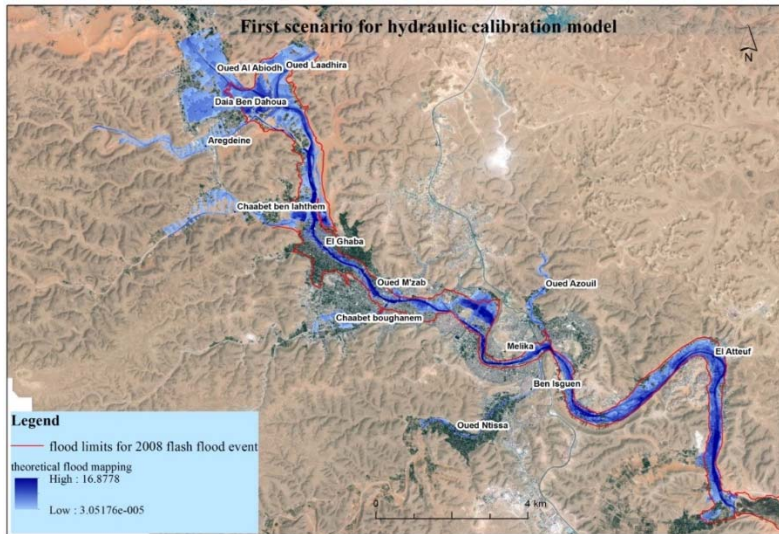 First scenario for hydraulic calibration model
N
Oued Al Abiodh
Oued Laadhira
Daia Ben Dahoua
Aregdeine
Chaabet ben lahthem
El Ghaba
Oued M'zab
Oued Azouil
Chaabet boughanem
Melika
El Atteuf
Ben Isguen
Oued Ntissa
Legend
flood limits for 2008 flash flood event
theoretical flood mapping
High : 16.8778
Low : 3.05176e-005
0 4 km